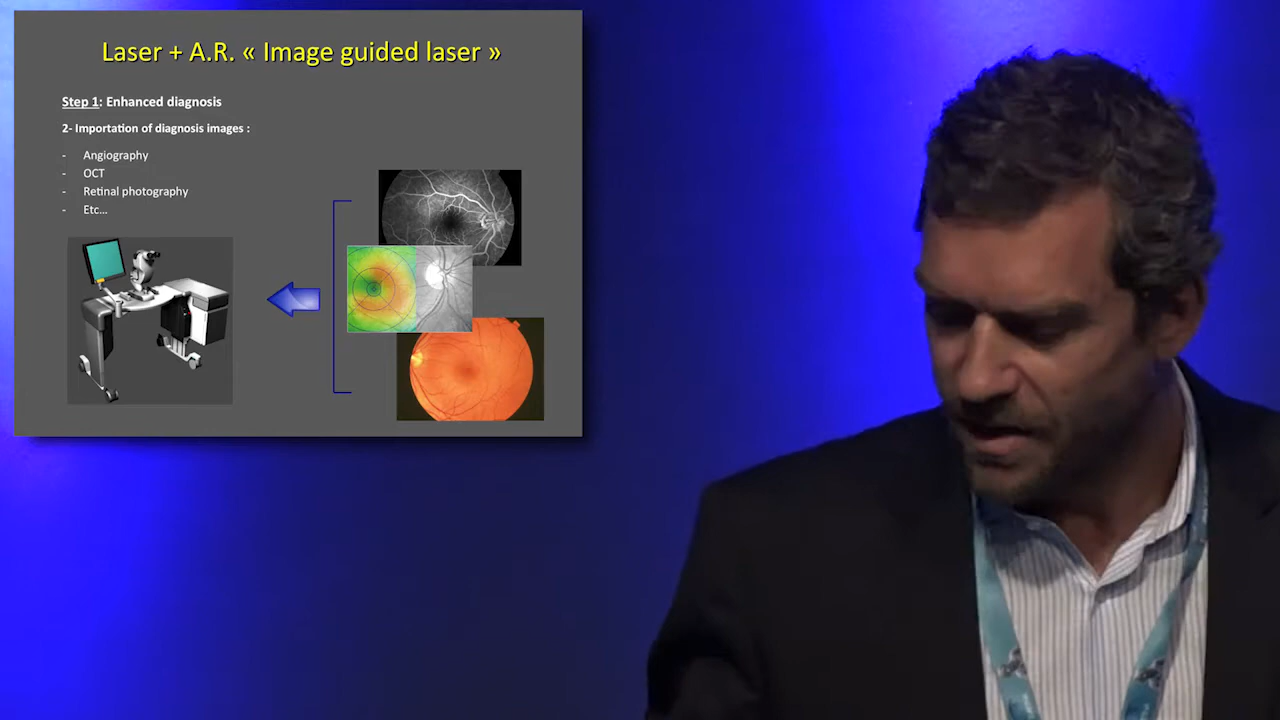 Laser + A.R. « Image guided laser »
Step 1: Enhanced diagnosis
2- Importation of diagnosis images :
- Angiography
- OCT
- Retinal photography
- Etc...